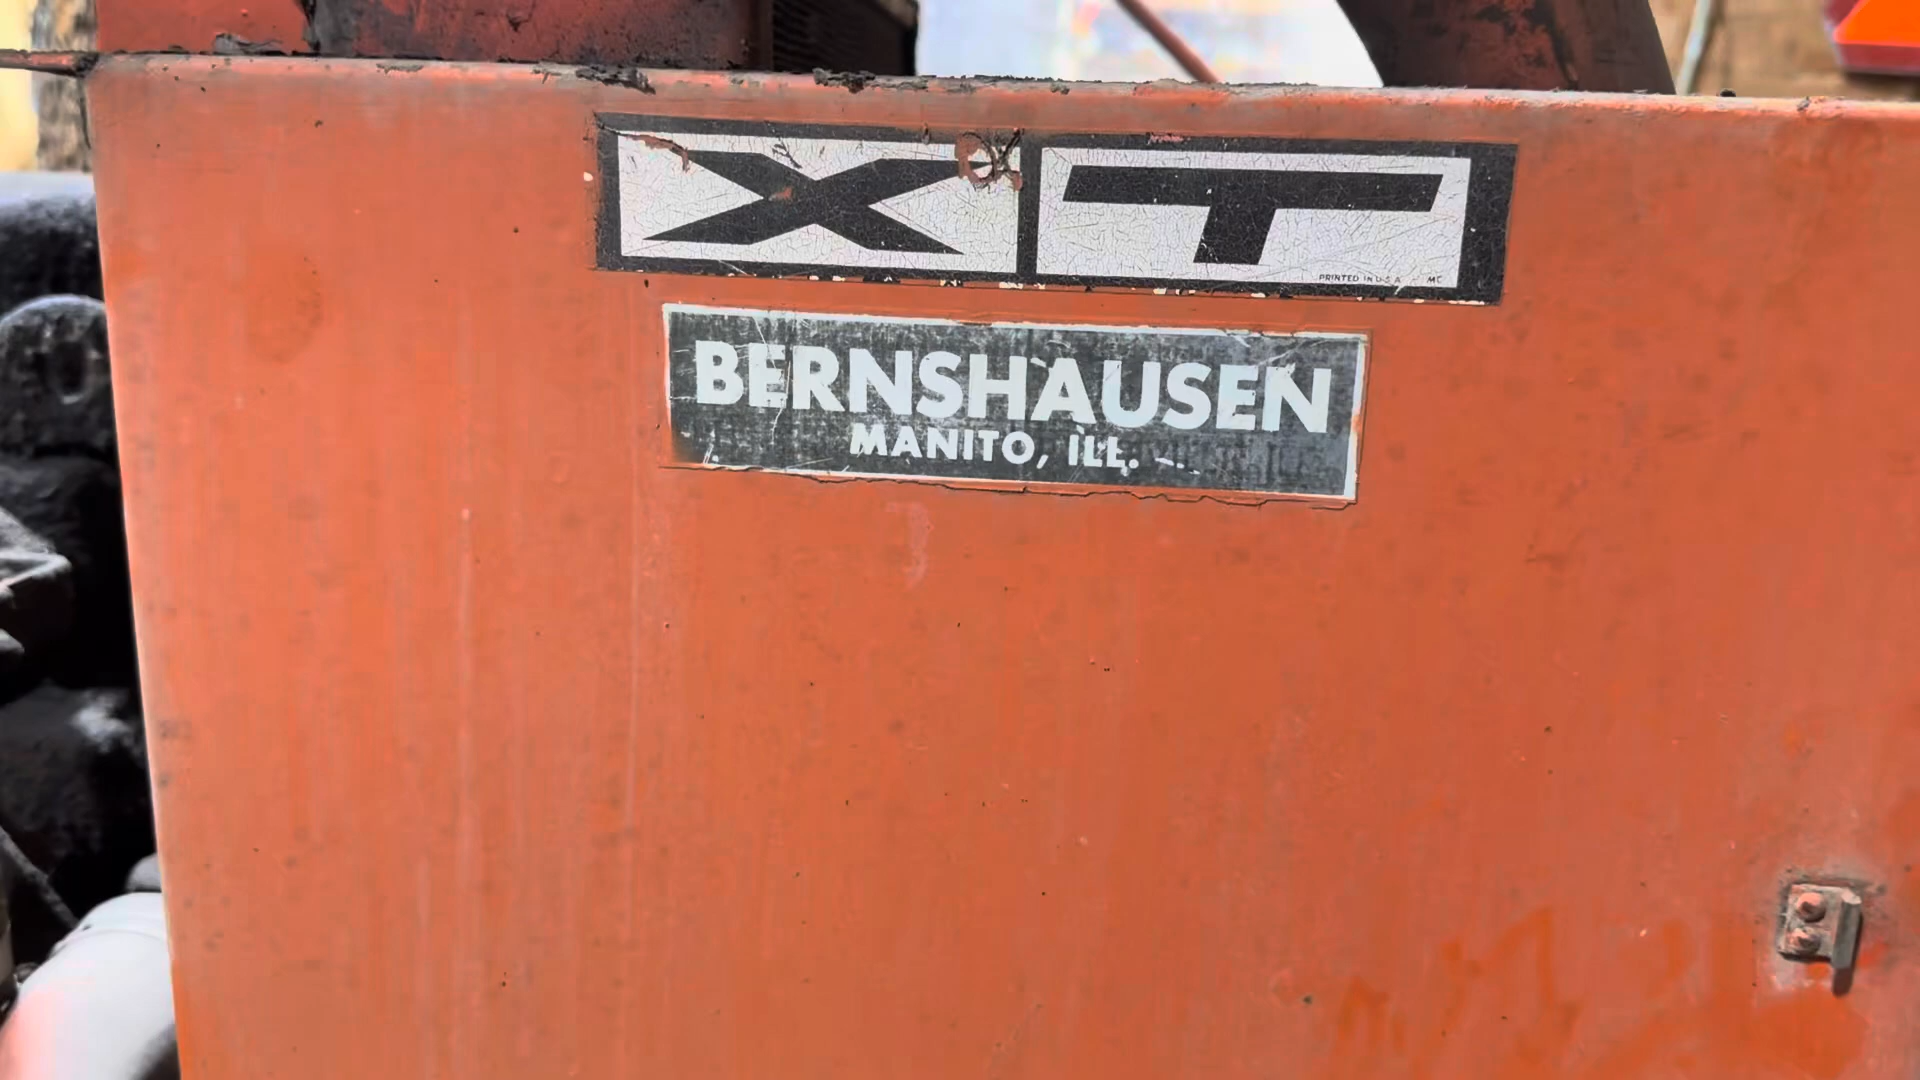 XT
PRINTED IN U.S.A.
BERNSHAUSEN
MANITO, ILL.